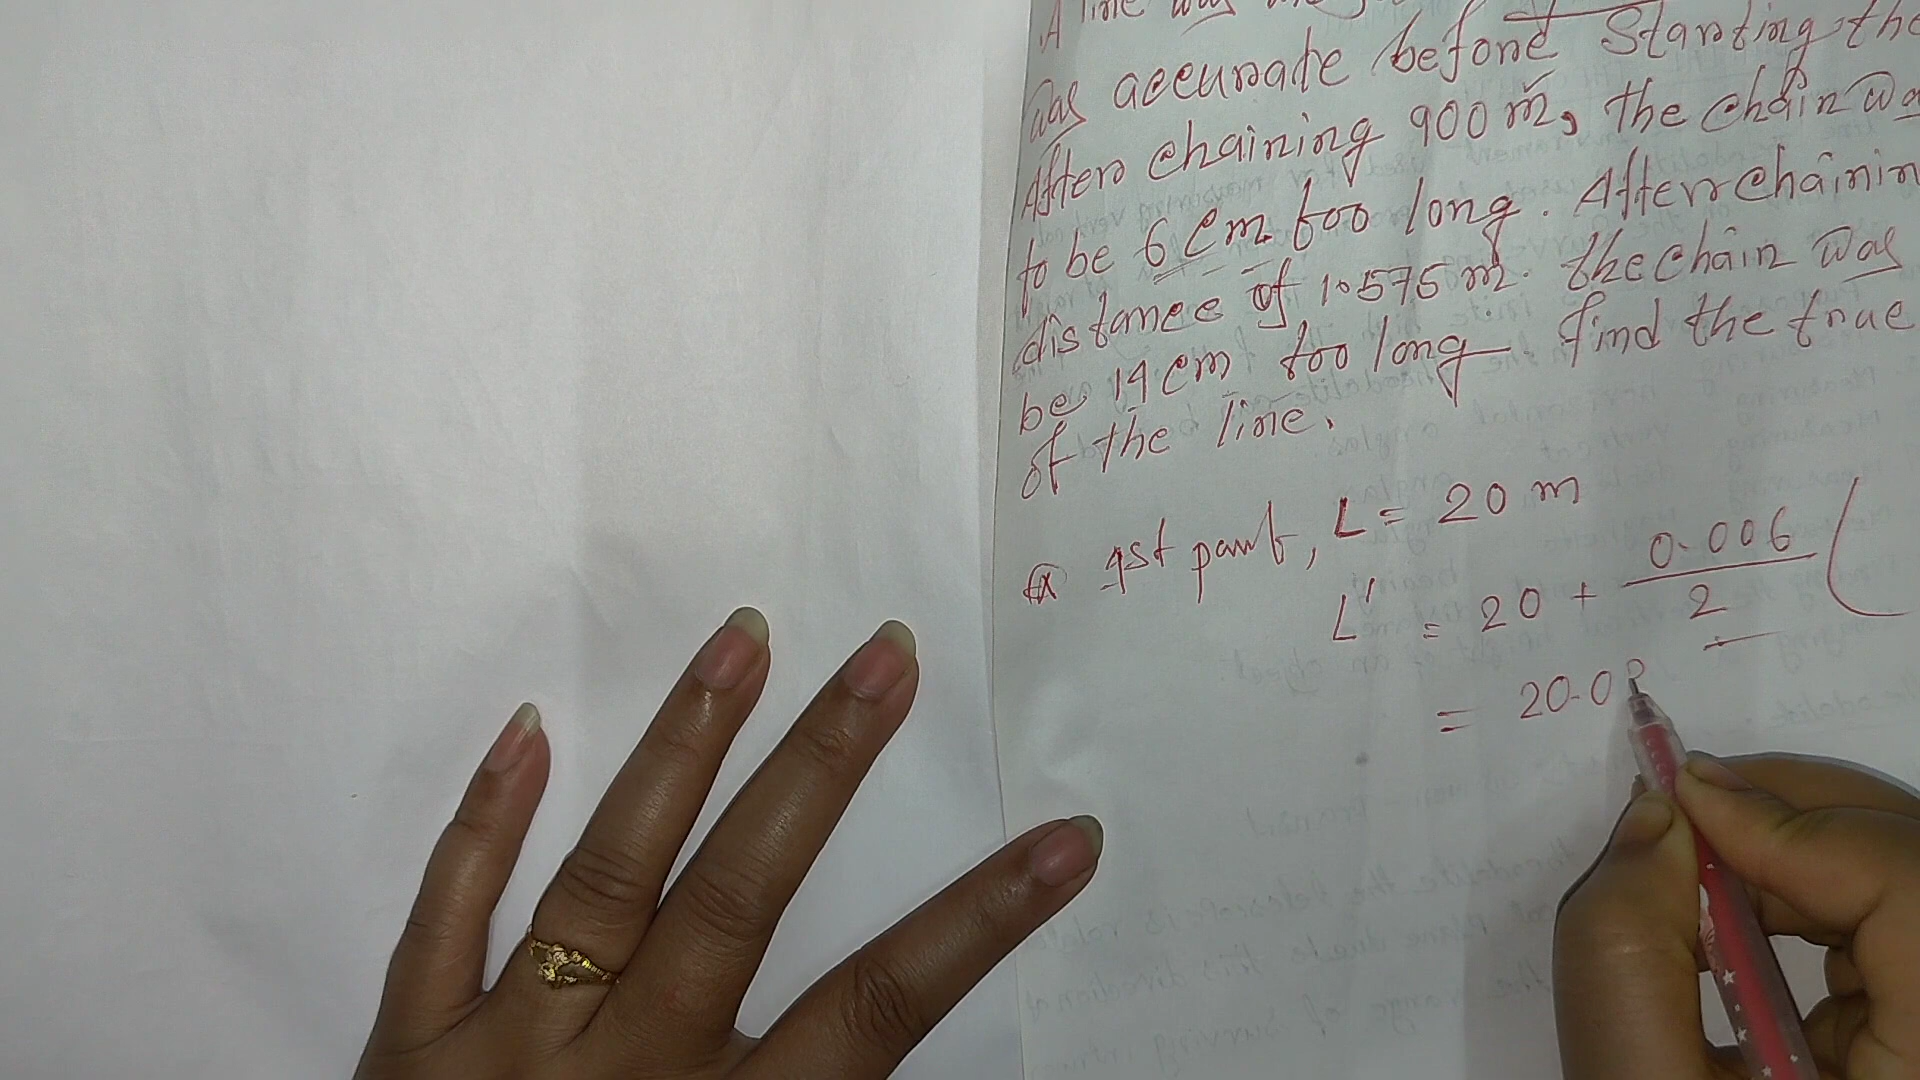 A line was
was accurate before starting the
After chaining 900 m, the chain
to be 6 cm too long. After chainin
distance of 1.575 m. the chain was
be 14 cm too long find the true
of the line.
1st part, L = 20 m
L' = 20 + 0.006 / 2 (
= 20.0